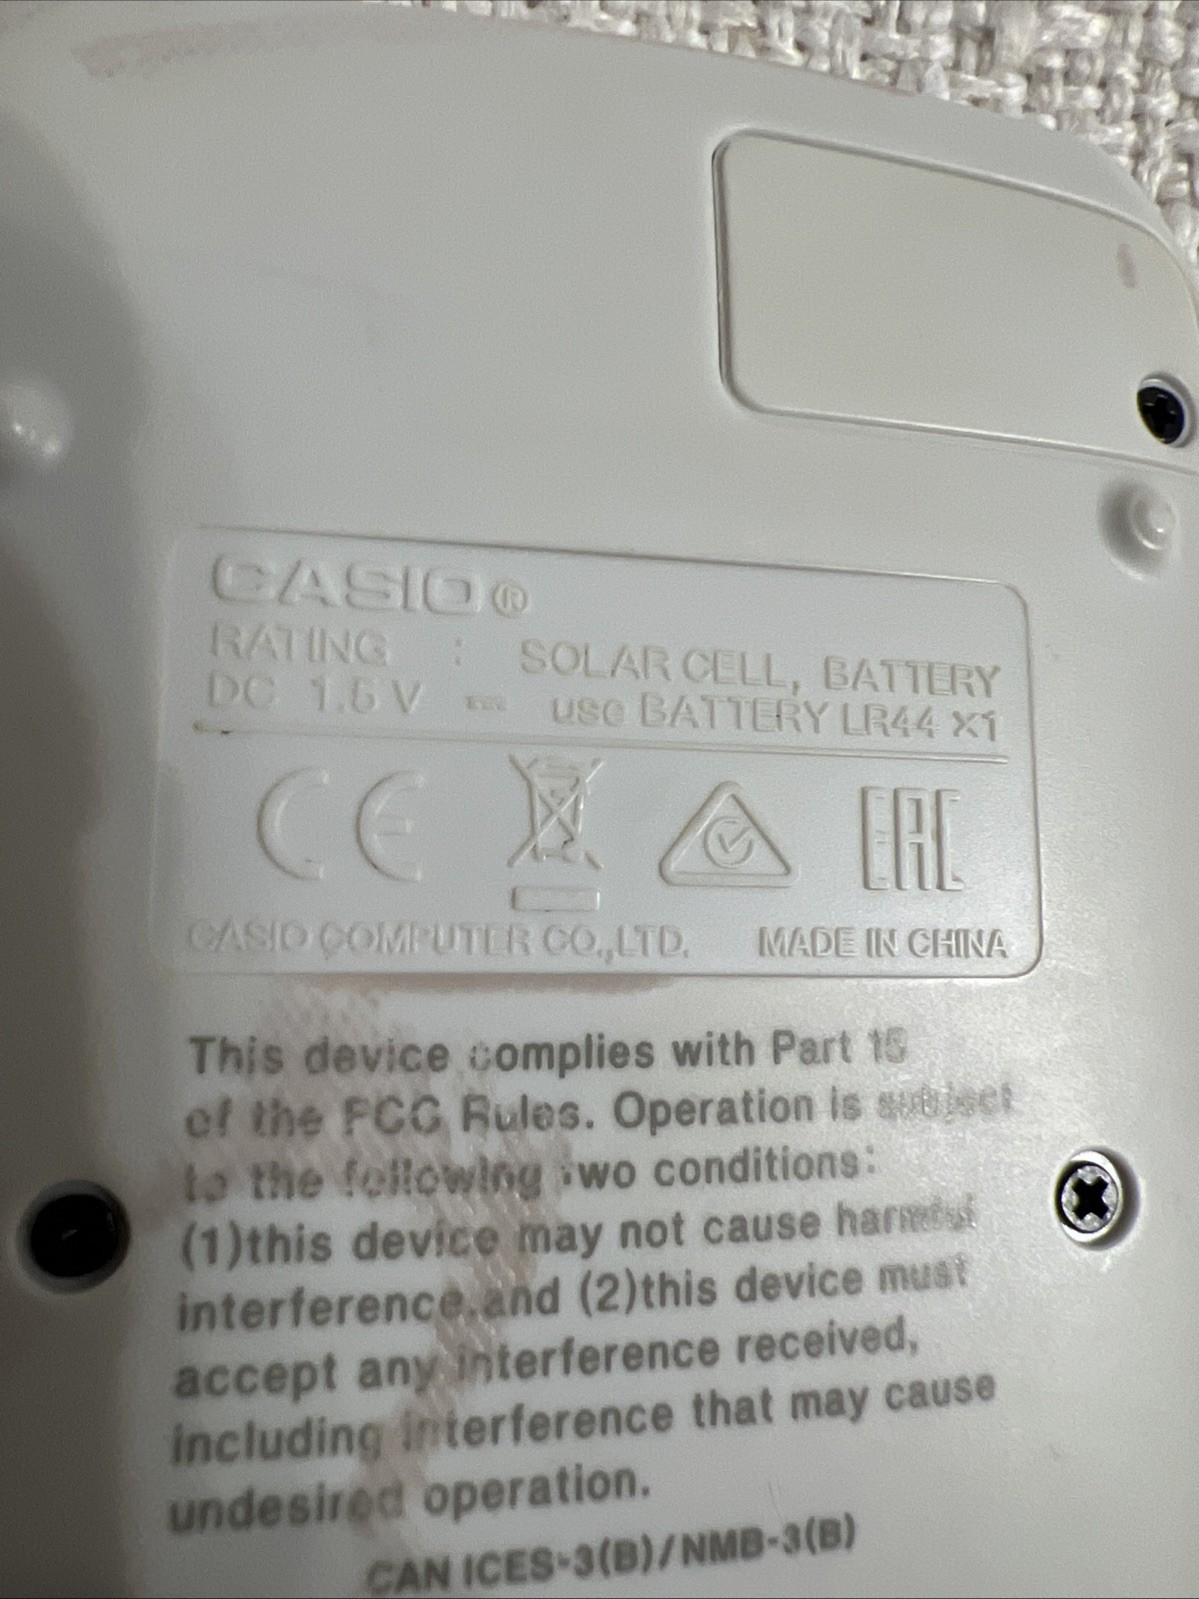 CASIO®
RATING : SOLAR CELL, BATTERY
DC 1.5 V ⎓ use BATTERY LR44 X1
CE EAC
CASIO COMPUTER CO.,LTD. MADE IN CHINA
This device complies with Part 15
of the FCC Rules. Operation is subject
to the following two conditions:
(1)this device may not cause harmful
interference,and (2)this device must
accept any interference received,
including interference that may cause
undesired operation.
CAN ICES-3(B)/NMB-3(B)